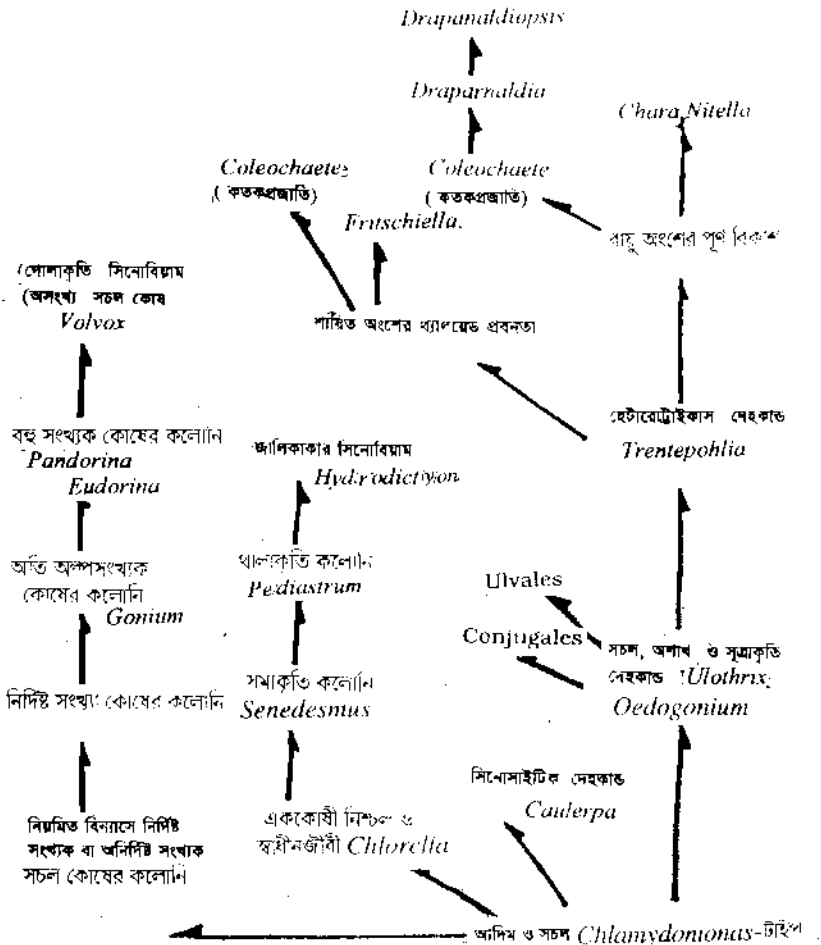 Drapanaldiopsis
Draparnaldia
Chara Nitella
Coleochaetes
( কতকপ্রজাতি)
Coleochaete
( কতকপ্রজাতি)
Fritschiella.
বায়ু অংশের পূর্ণ বিকাশ
(গোলাকৃতি সিনোবিয়াম
(অসংখ্য সচল কোষ
Volvox
শায়িত অংশের থ্যালয়েড প্রবনতা
হেটারোট্রাইকাস দেহকান্ড
Trentepohlia
বহু সংখ্যক কোষের কলোনি
Pandorina
Eudorina
জালিকাকার সিনোবিয়াম
Hydrodictyon
অতি অল্পসংখ্যক
কোষের কলোনি
Gonium
থালাকৃতি কলোনি
Pediastrum
Ulvales
Conjugales
সচল, অশাখ ও সূত্রাকৃতি
দেহকান্ড Ulothrix,
Oedogonium
নির্দিষ্ট সংখ্যা কোষের কলোনি
সমাকৃতি কলোনি
Senedesmus
সিনোসাইটিক দেহকান্ড
Caulerpa
নিয়মিত বিন্যাসে নির্দিষ্ট
সংখ্যক বা অনির্দিষ্ট সংখ্যক
সচল কোষের কলোনি
এককোষী নিশ্চল ও
স্বাধীনজীবী Chlorella
আদিম ও সচল Chlamydomonas-টাইপ